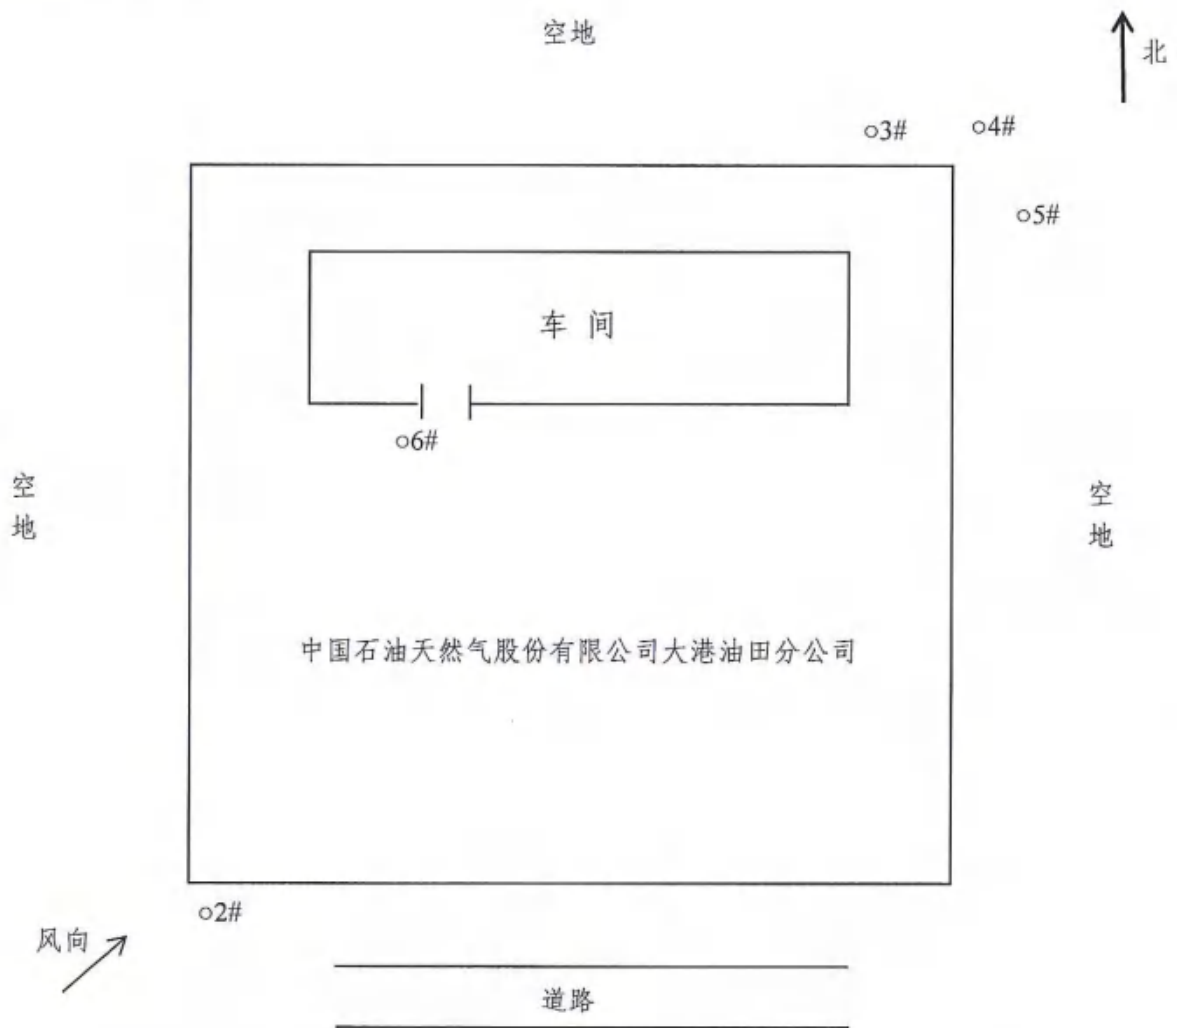 空地
北
○3#
○4#
○5#
车间
○6#
空地
空地
中国石油天然气股份有限公司大港油田分公司
○2#
风向
道路